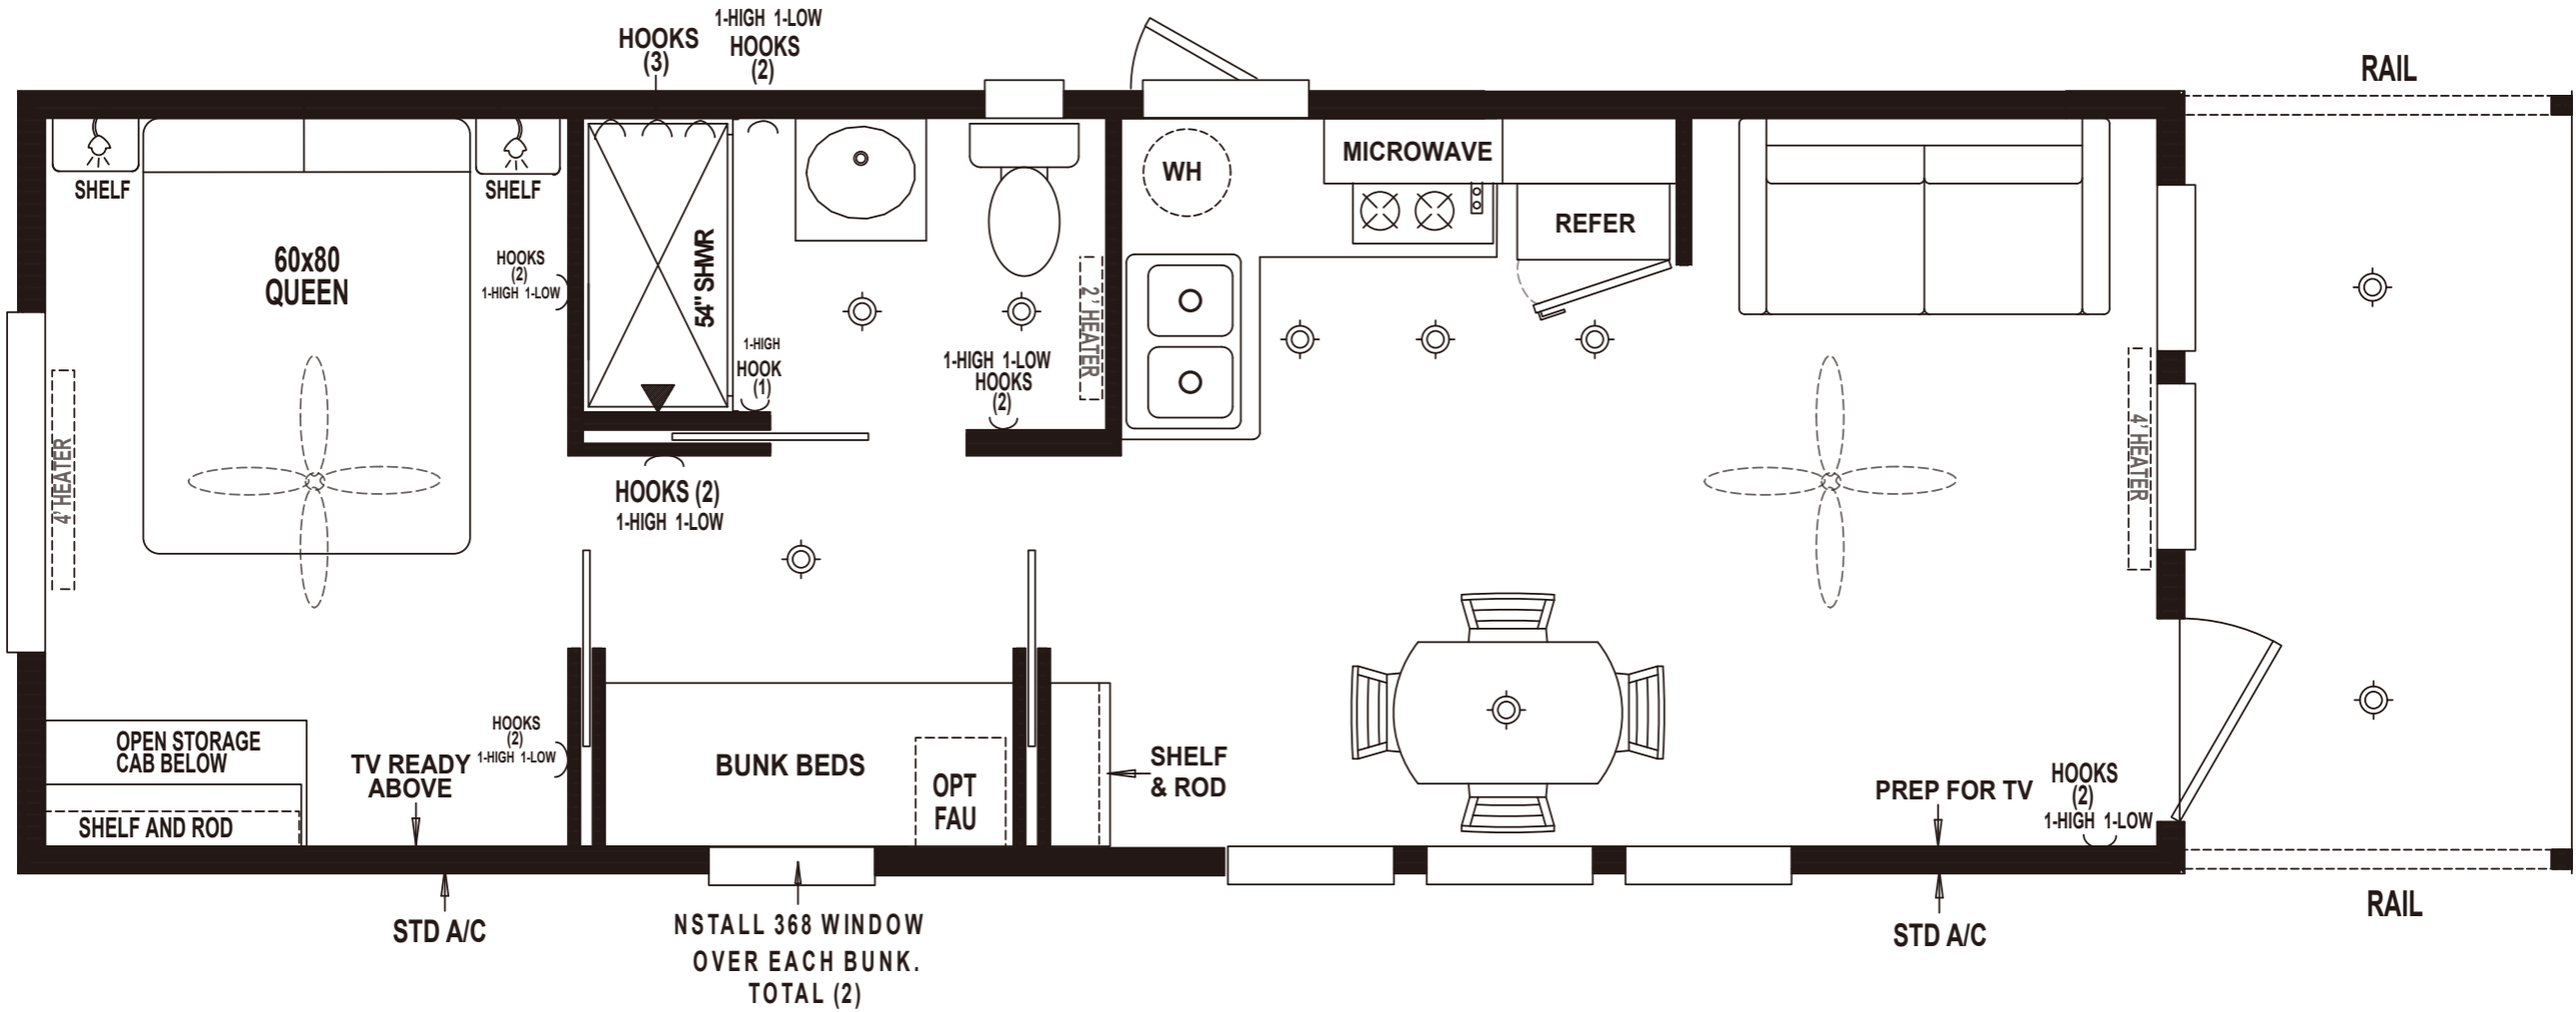 HOOKS
(3)
1-HIGH 1-LOW
HOOKS
(2)
RAIL
SHELF
SHELF
60x80
QUEEN
HOOKS
(2)
1-HIGH 1-LOW
54" SHWR
1-HIGH
HOOK
(1)
1-HIGH 1-LOW
HOOKS
(2)
2' HEATER
WH
MICROWAVE
REFER
4' HEATER
4' HEATER
HOOKS (2)
1-HIGH 1-LOW
OPEN STORAGE
CAB BELOW
SHELF AND ROD
TV READY
ABOVE
HOOKS
(2)
1-HIGH 1-LOW
BUNK BEDS
OPT
FAU
SHELF
& ROD
PREP FOR TV
HOOKS
(2)
1-HIGH 1-LOW
STD A/C
NSTALL 368 WINDOW
OVER EACH BUNK.
TOTAL (2)
STD A/C
RAIL